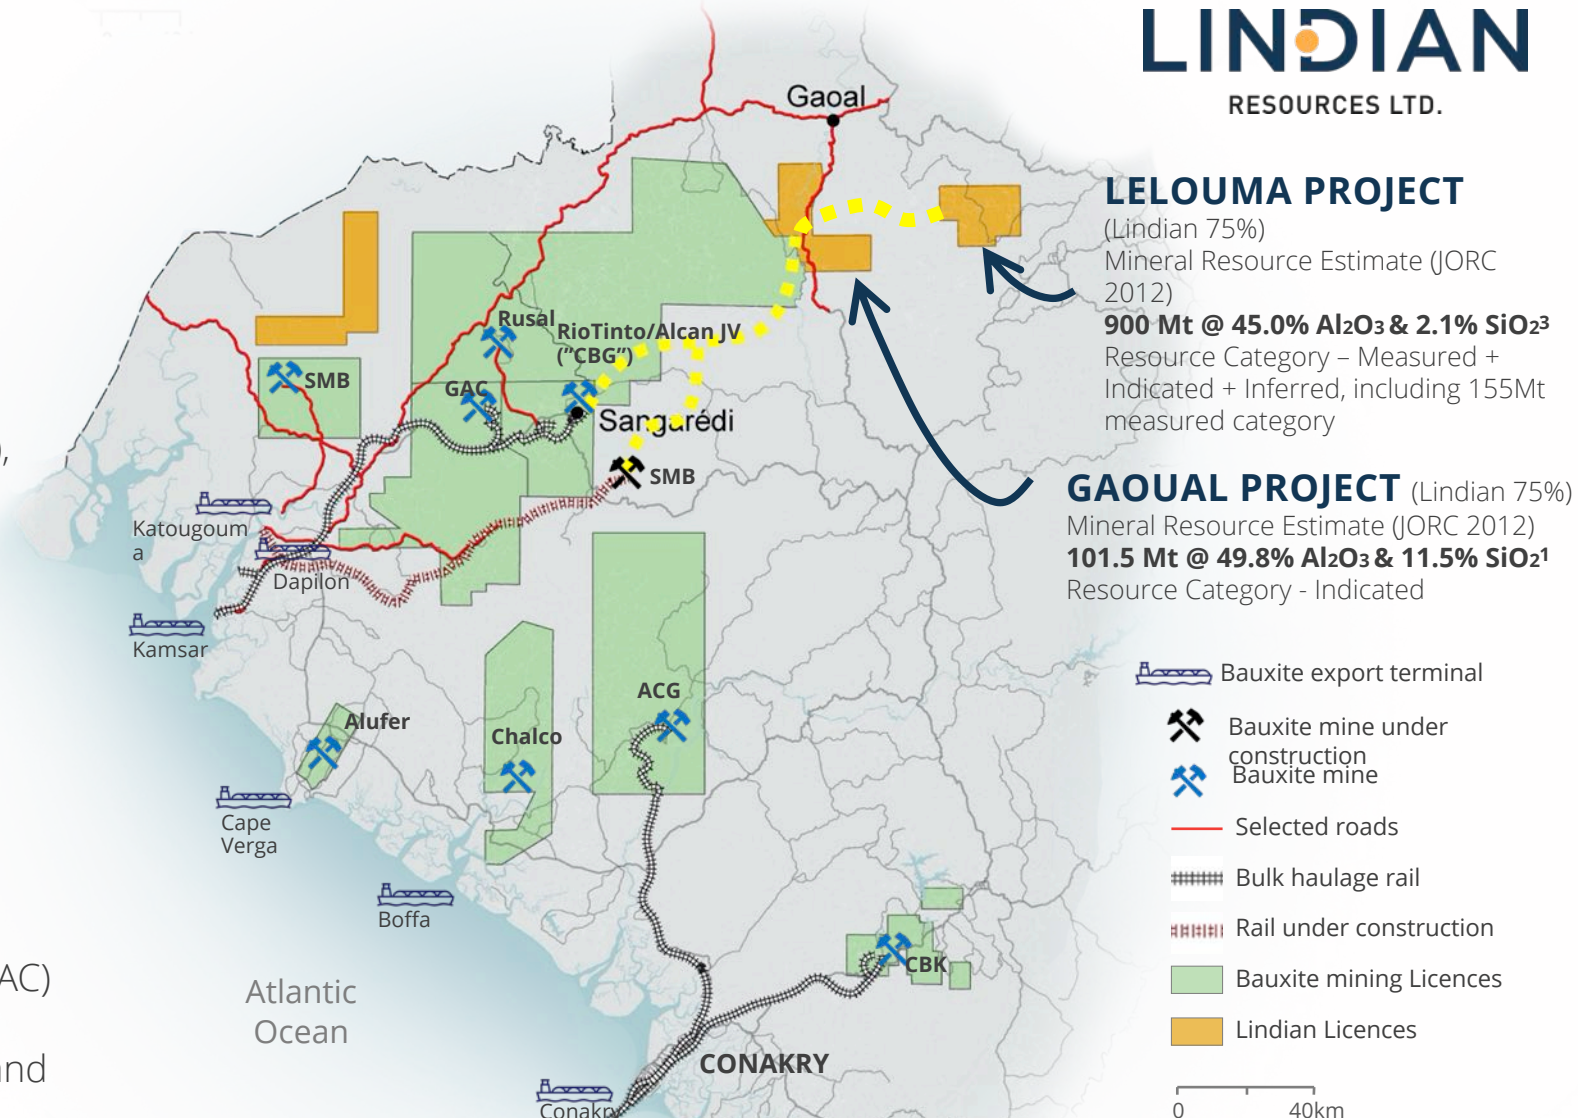 LINDIAN
RESOURCES LTD.
Gaoal
LELOUMA PROJECT
(Lindian 75%)
Mineral Resource Estimate (JORC
2012)
900 Mt @ 45.0% Al2O3 & 2.1% SiO2³
Resource Category – Measured +
Indicated + Inferred, including 155Mt
measured category
GAOUAL PROJECT (Lindian 75%)
Mineral Resource Estimate (JORC 2012)
101.5 Mt @ 49.8% Al2O3 & 11.5% SiO2¹
Resource Category - Indicated
Rusal
RioTinto/Alcan JV
("CBG")
SMB
GAC
Sangarédi
SMB
),
Katougoum
a
Dapilon
Kamsar
ACG
Alufer
Chalco
Cape
Verga
Boffa
CBK
AC)
Atlantic
Ocean
and
CONAKRY
Conakry
Bauxite export terminal
Bauxite mine under
construction
Bauxite mine
Selected roads
Bulk haulage rail
Rail under construction
Bauxite mining Licences
Lindian Licences
0 40km